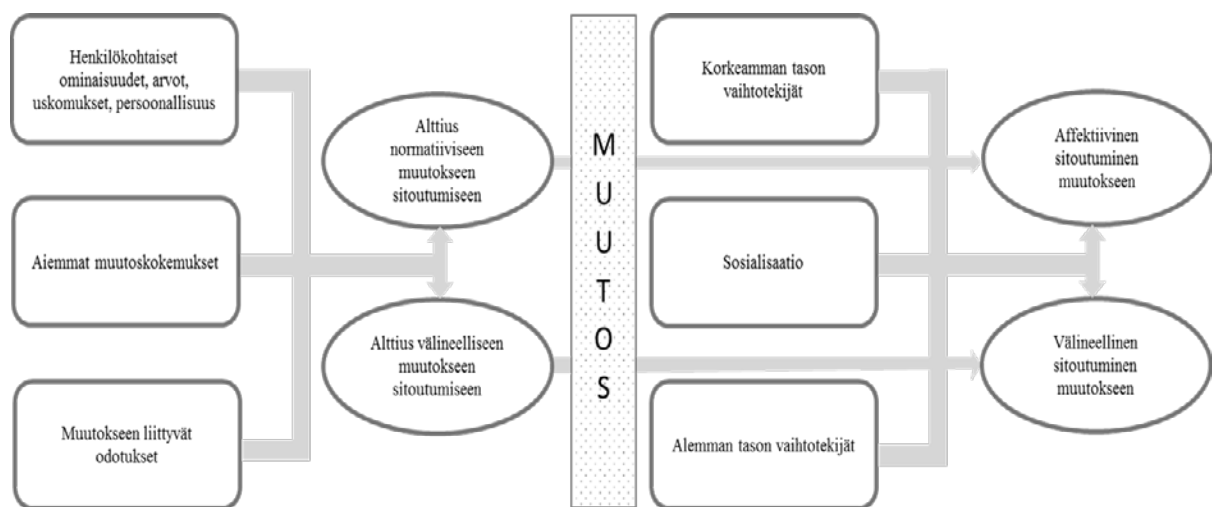 Henkilökohtaiset
ominaisuudet, arvot,
uskomukset, persoonallisuus
Aiemmat muutoskokemukset
Muutokseen liittyvät
odotukset
Alttius
normatiiviseen
muutokseen
sitoutumiseen
Alttius välineelliseen
muutokseen
sitoutumiseen
M
U
U
T
O
S
Korkeamman tason
vaihtotekijät
Sosialisaatio
Alemman tason vaihtotekijät
Affektiivinen
sitoutuminen
muutokseen
Välineellinen
sitoutuminen
muutokseen